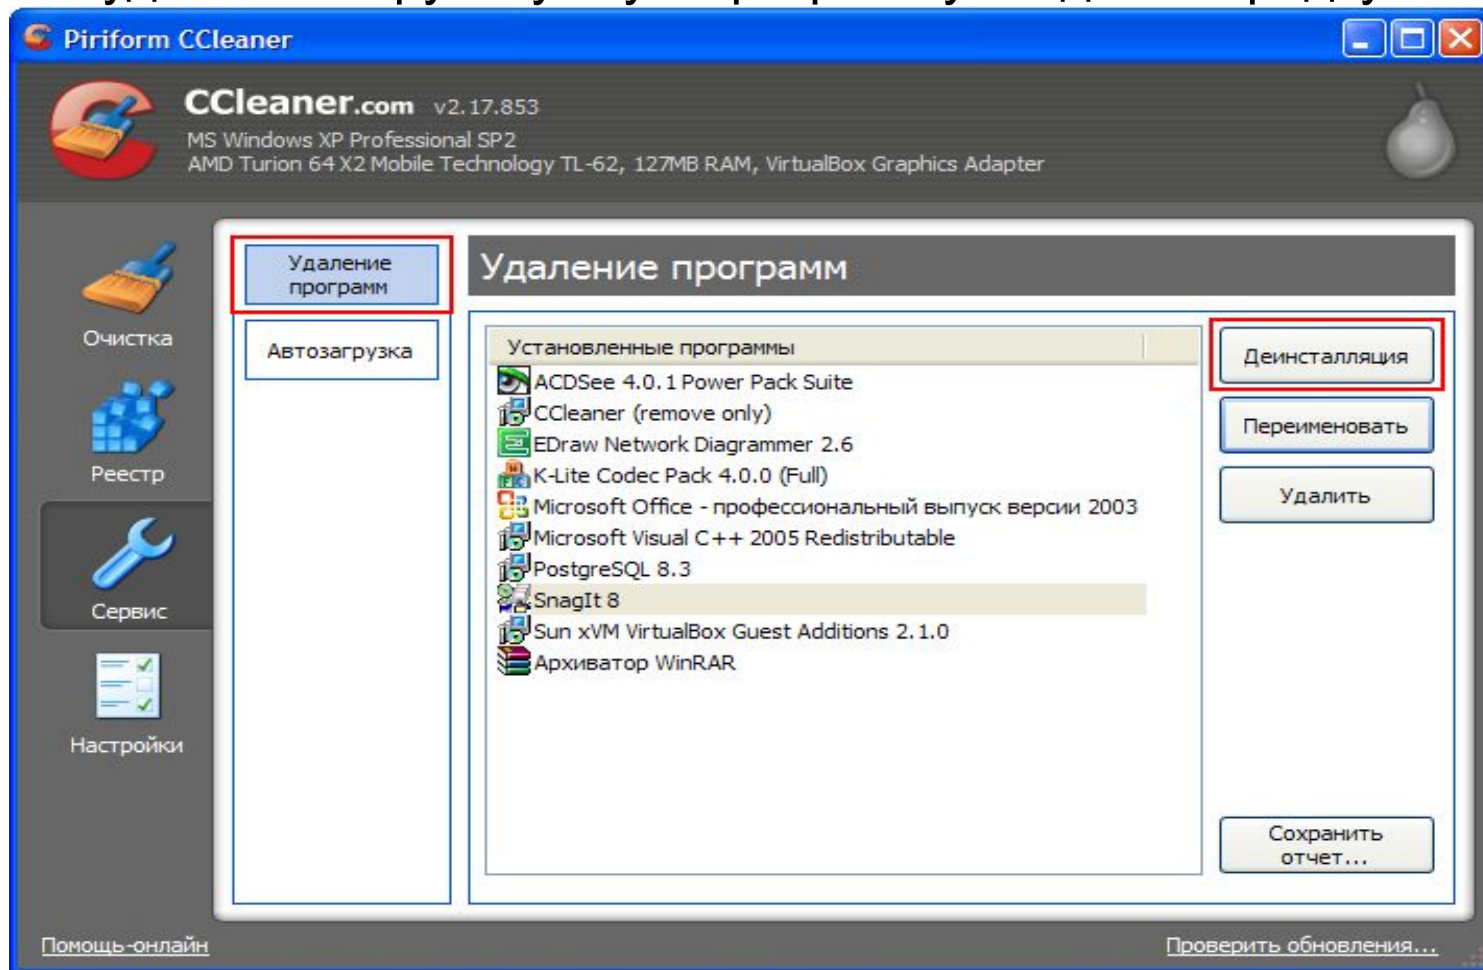 Piriform CCleaner
CCleaner.com v2.17.853
MS Windows XP Professional SP2
AMD Turion 64 X2 Mobile Technology TL-62, 127MB RAM, VirtualBox Graphics Adapter
Очистка
Реестр
Сервис
Настройки
Удаление
программ
Автозагрузка
Удаление программ
Установленные программы
ACDSee 4.0.1 Power Pack Suite
CCleaner (remove only)
EDraw Network Diagrammer 2.6
K-Lite Codec Pack 4.0.0 (Full)
Microsoft Office - профессиональный выпуск версии 2003
Microsoft Visual C++ 2005 Redistributable
PostgreSQL 8.3
SnagIt 8
Sun xVM VirtualBox Guest Additions 2.1.0
Архиватор WinRAR
Деинсталляция
Переименовать
Удалить
Сохранить
отчет...
Помощь-онлайн
Проверить обновления...